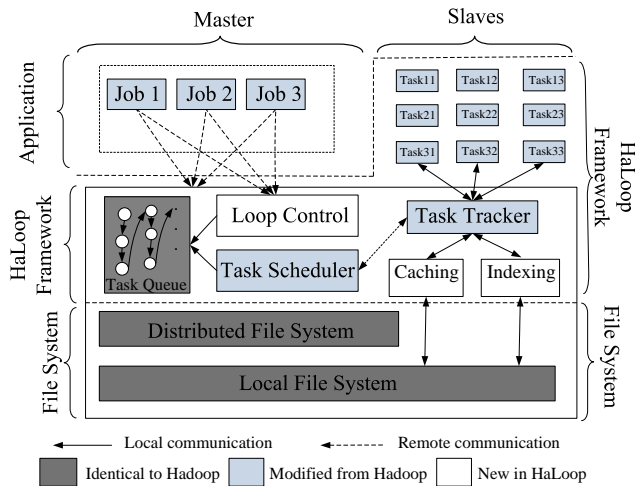 Master
Slaves
Application
Job 1
Job 2
Job 3
Task11
Task12
Task13
Task21
Task22
Task23
Task31
Task32
Task33
HaLoop
Framework
HaLoop
Framework
Task Queue
Loop Control
Task Scheduler
Task Tracker
Caching
Indexing
File System
Distributed File System
Local File System
File System
Local communication
Remote communication
Identical to Hadoop
Modified from Hadoop
New in HaLoop